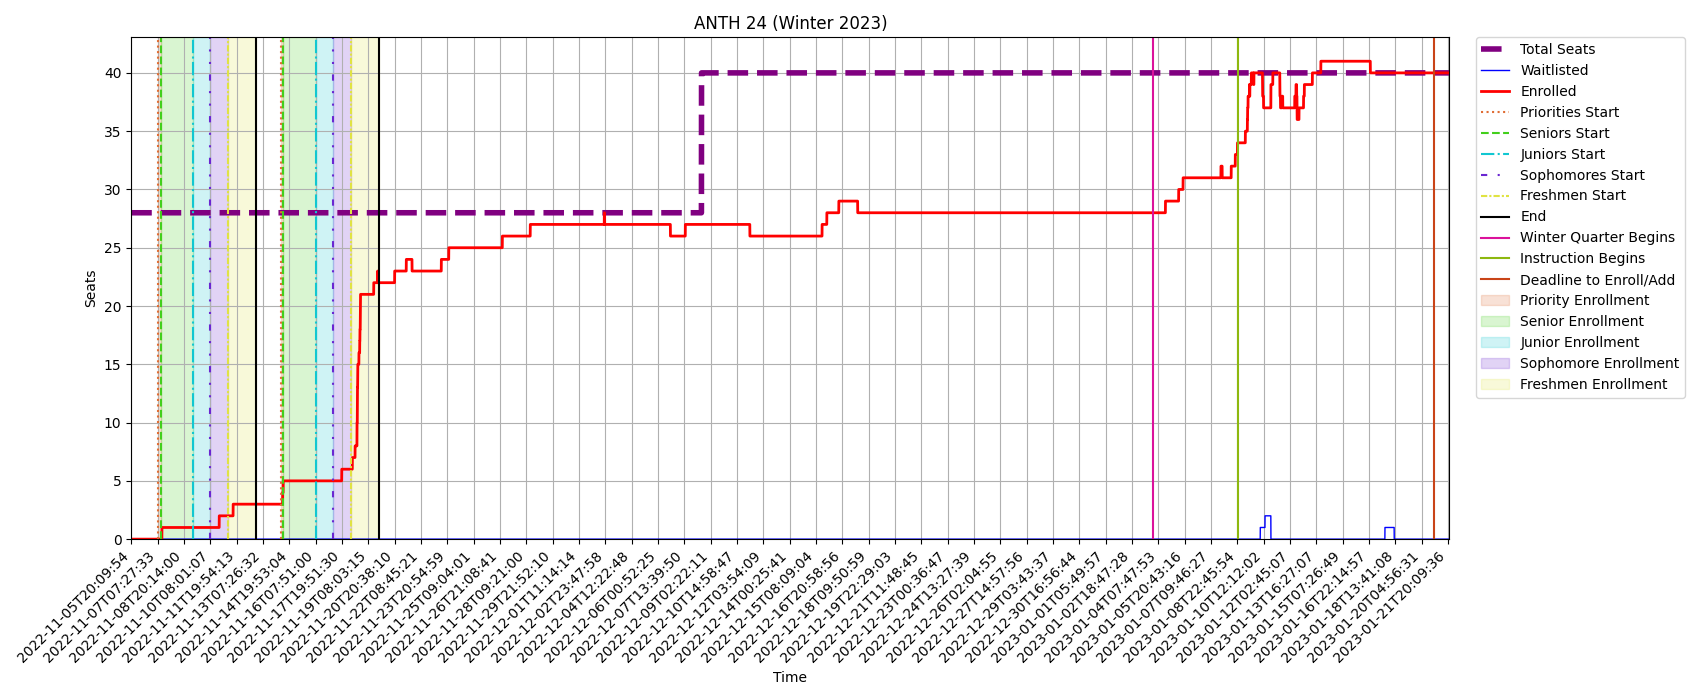 ANTH 24 (Winter 2023)
Seats
40
35
30
25
20
15
10
5
0
2022-11-05T20:09:54
2022-11-07T07:27:33
2022-11-08T20:14:00
2022-11-10T08:01:07
2022-11-11T19:54:13
2022-11-13T07:26:32
2022-11-14T19:53:04
2022-11-16T07:51:00
2022-11-17T19:51:30
2022-11-19T08:03:15
2022-11-20T20:38:10
2022-11-22T08:45:21
2022-11-23T20:54:59
2022-11-25T09:04:01
2022-11-26T21:08:41
2022-11-28T09:21:00
2022-11-29T21:52:10
2022-12-01T11:14:14
2022-12-02T23:47:58
2022-12-04T12:22:48
2022-12-06T00:52:25
2022-12-07T13:39:50
2022-12-09T02:22:11
2022-12-10T14:58:47
2022-12-12T03:54:09
2022-12-14T00:25:41
2022-12-15T08:09:04
2022-12-16T20:58:56
2022-12-18T09:50:59
2022-12-19T22:29:03
2022-12-21T11:48:45
2022-12-23T00:36:47
2022-12-24T13:27:39
2022-12-26T02:04:55
2022-12-27T14:57:56
2022-12-29T03:43:37
2022-12-30T16:56:44
2023-01-01T05:49:57
2023-01-02T18:47:28
2023-01-04T07:47:53
2023-01-05T20:43:16
2023-01-07T09:46:27
2023-01-08T22:45:54
2023-01-10T12:12:02
2023-01-12T02:45:07
2023-01-13T16:27:07
2023-01-15T07:26:49
2023-01-16T22:14:57
2023-01-18T13:41:08
2023-01-20T04:56:31
2023-01-21T20:09:36
Time
Total Seats
Waitlisted
Enrolled
Priorities Start
Seniors Start
Juniors Start
Sophomores Start
Freshmen Start
End
Winter Quarter Begins
Instruction Begins
Deadline to Enroll/Add
Priority Enrollment
Senior Enrollment
Junior Enrollment
Sophomore Enrollment
Freshmen Enrollment